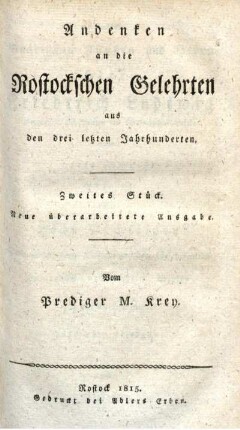 Andenken
an die
Rostockschen Gelehrten
aus
den drei letzten Jahrhunderten.
Zweites Stück.
Neue überarbeitete Ausgabe.
Vom
Prediger M. Krey.
Rostock 1815.
Gedruckt bei Adlers Erben.